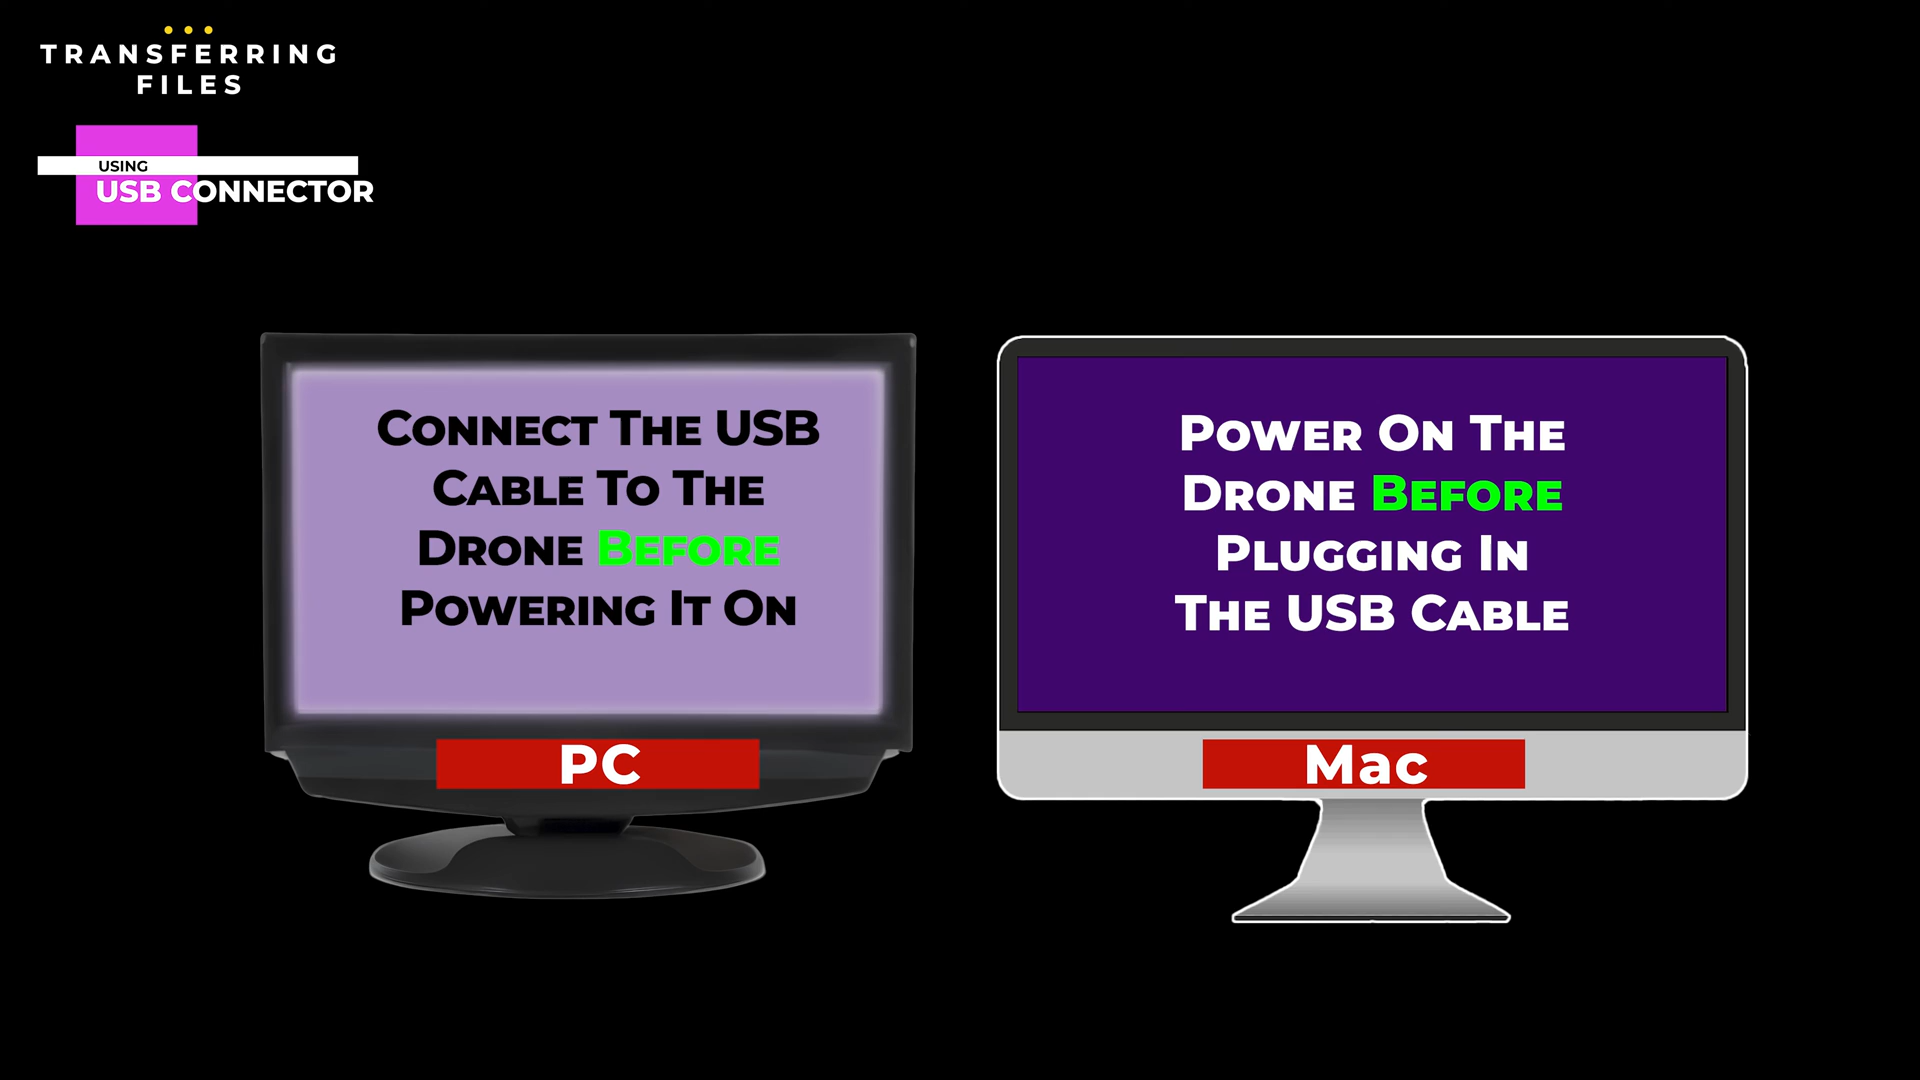 TRANSFERRING
FILES
USING
USB CONNECTOR
Connect The USB
Cable To The
Drone Before
Powering It On
PC
Power On The
Drone Before
Plugging In
The USB Cable
Mac